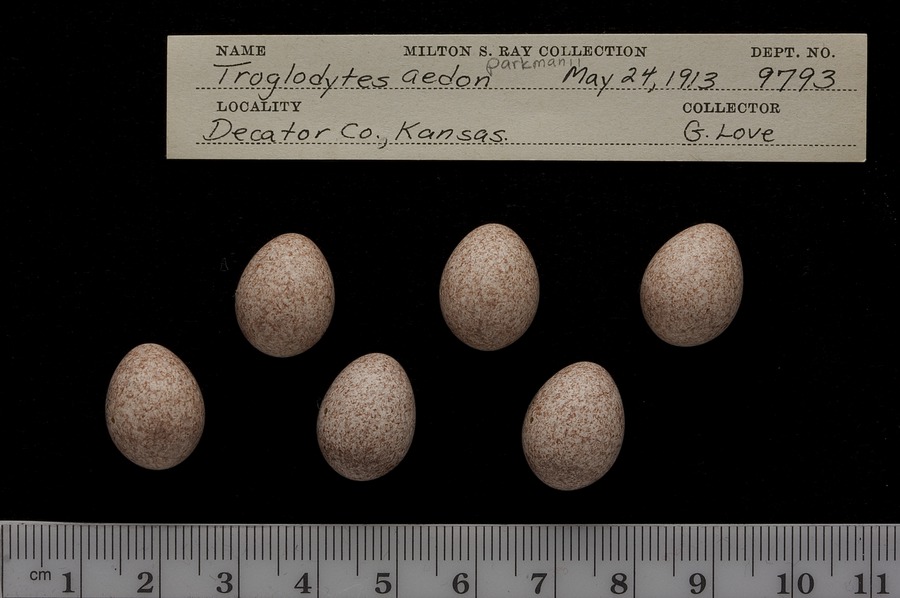 NAME MILTON S. RAY COLLECTION DEPT. NO.
parkmanii
Troglodytes aedon May 24, 1913 9793
LOCALITY COLLECTOR
Decator Co., Kansas. G. Love
cm 1 2 3 4 5 6 7 8 9 10 11